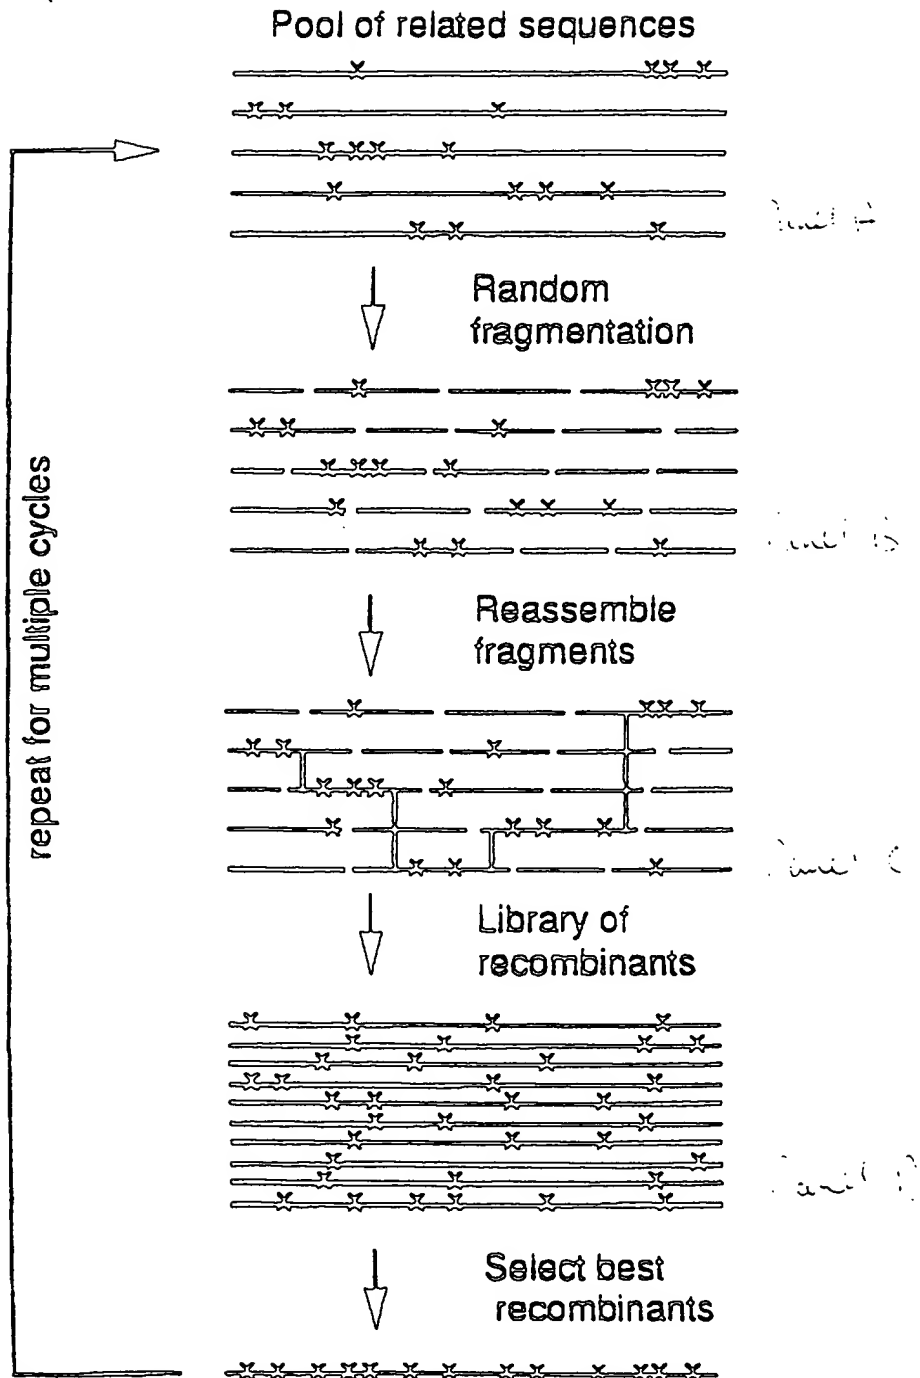 Pool of related sequences
Random
fragmentation
Reassemble
fragments
repeat for multiple cycles
Library of
recombinants
Select best
recombinants